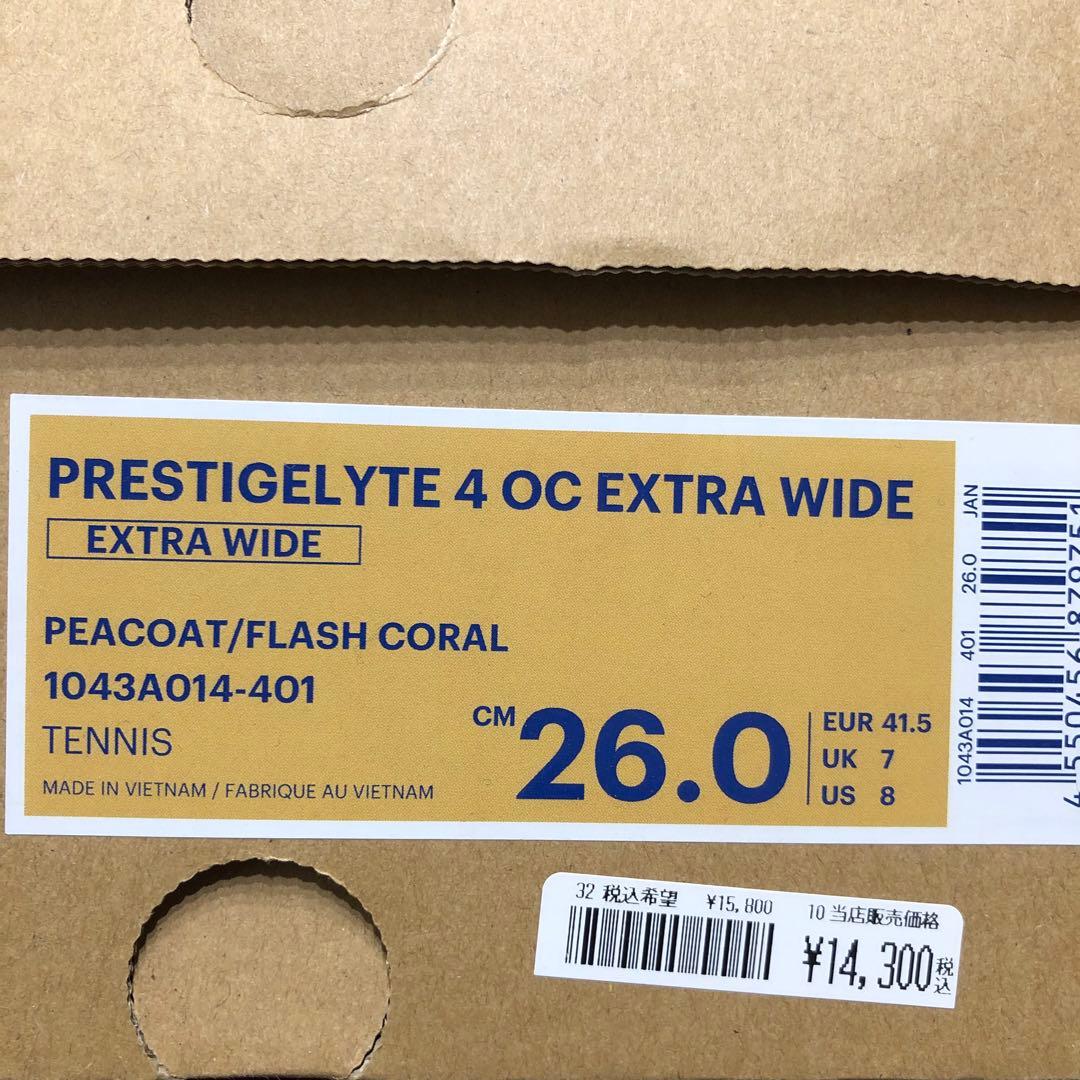 PRESTIGELYTE 4 OC EXTRA WIDE
EXTRA WIDE
PEACOAT/FLASH CORAL
1043A014-401
TENNIS
MADE IN VIETNAM / FABRIQUE AU VIETNAM
CM 26.0
EUR 41.5
UK 7
US 8
1043A014 401 26.0 JAN
32 税込希望 ¥15,800
10 当店販売価格
¥14,300税込